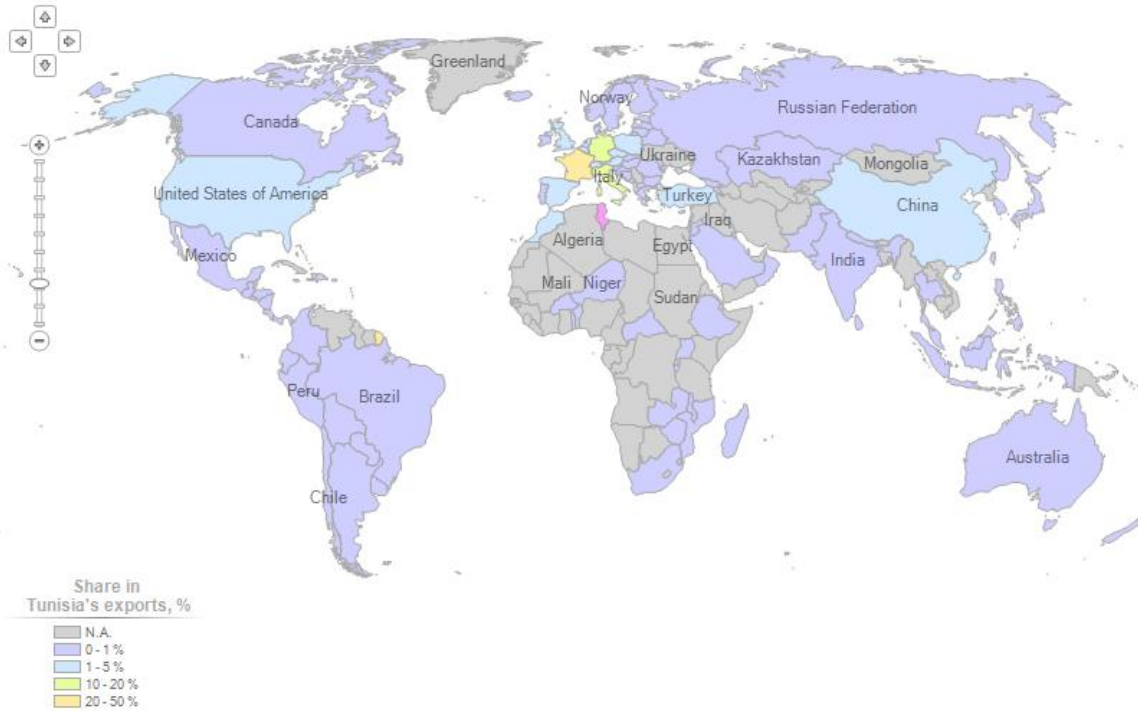 Greenland
Norway
Russian Federation
Canada
Ukraine
Kazakhstan
Mongolia
Italy
United States of America
Turkey
China
Iraq
Algeria
Egypt
Mexico
India
Mali
Niger
Sudan
Peru
Brazil
Australia
Chile
Share in
Tunisia's exports, %
N.A.
0 - 1 %
1 - 5 %
10 - 20 %
20 - 50 %